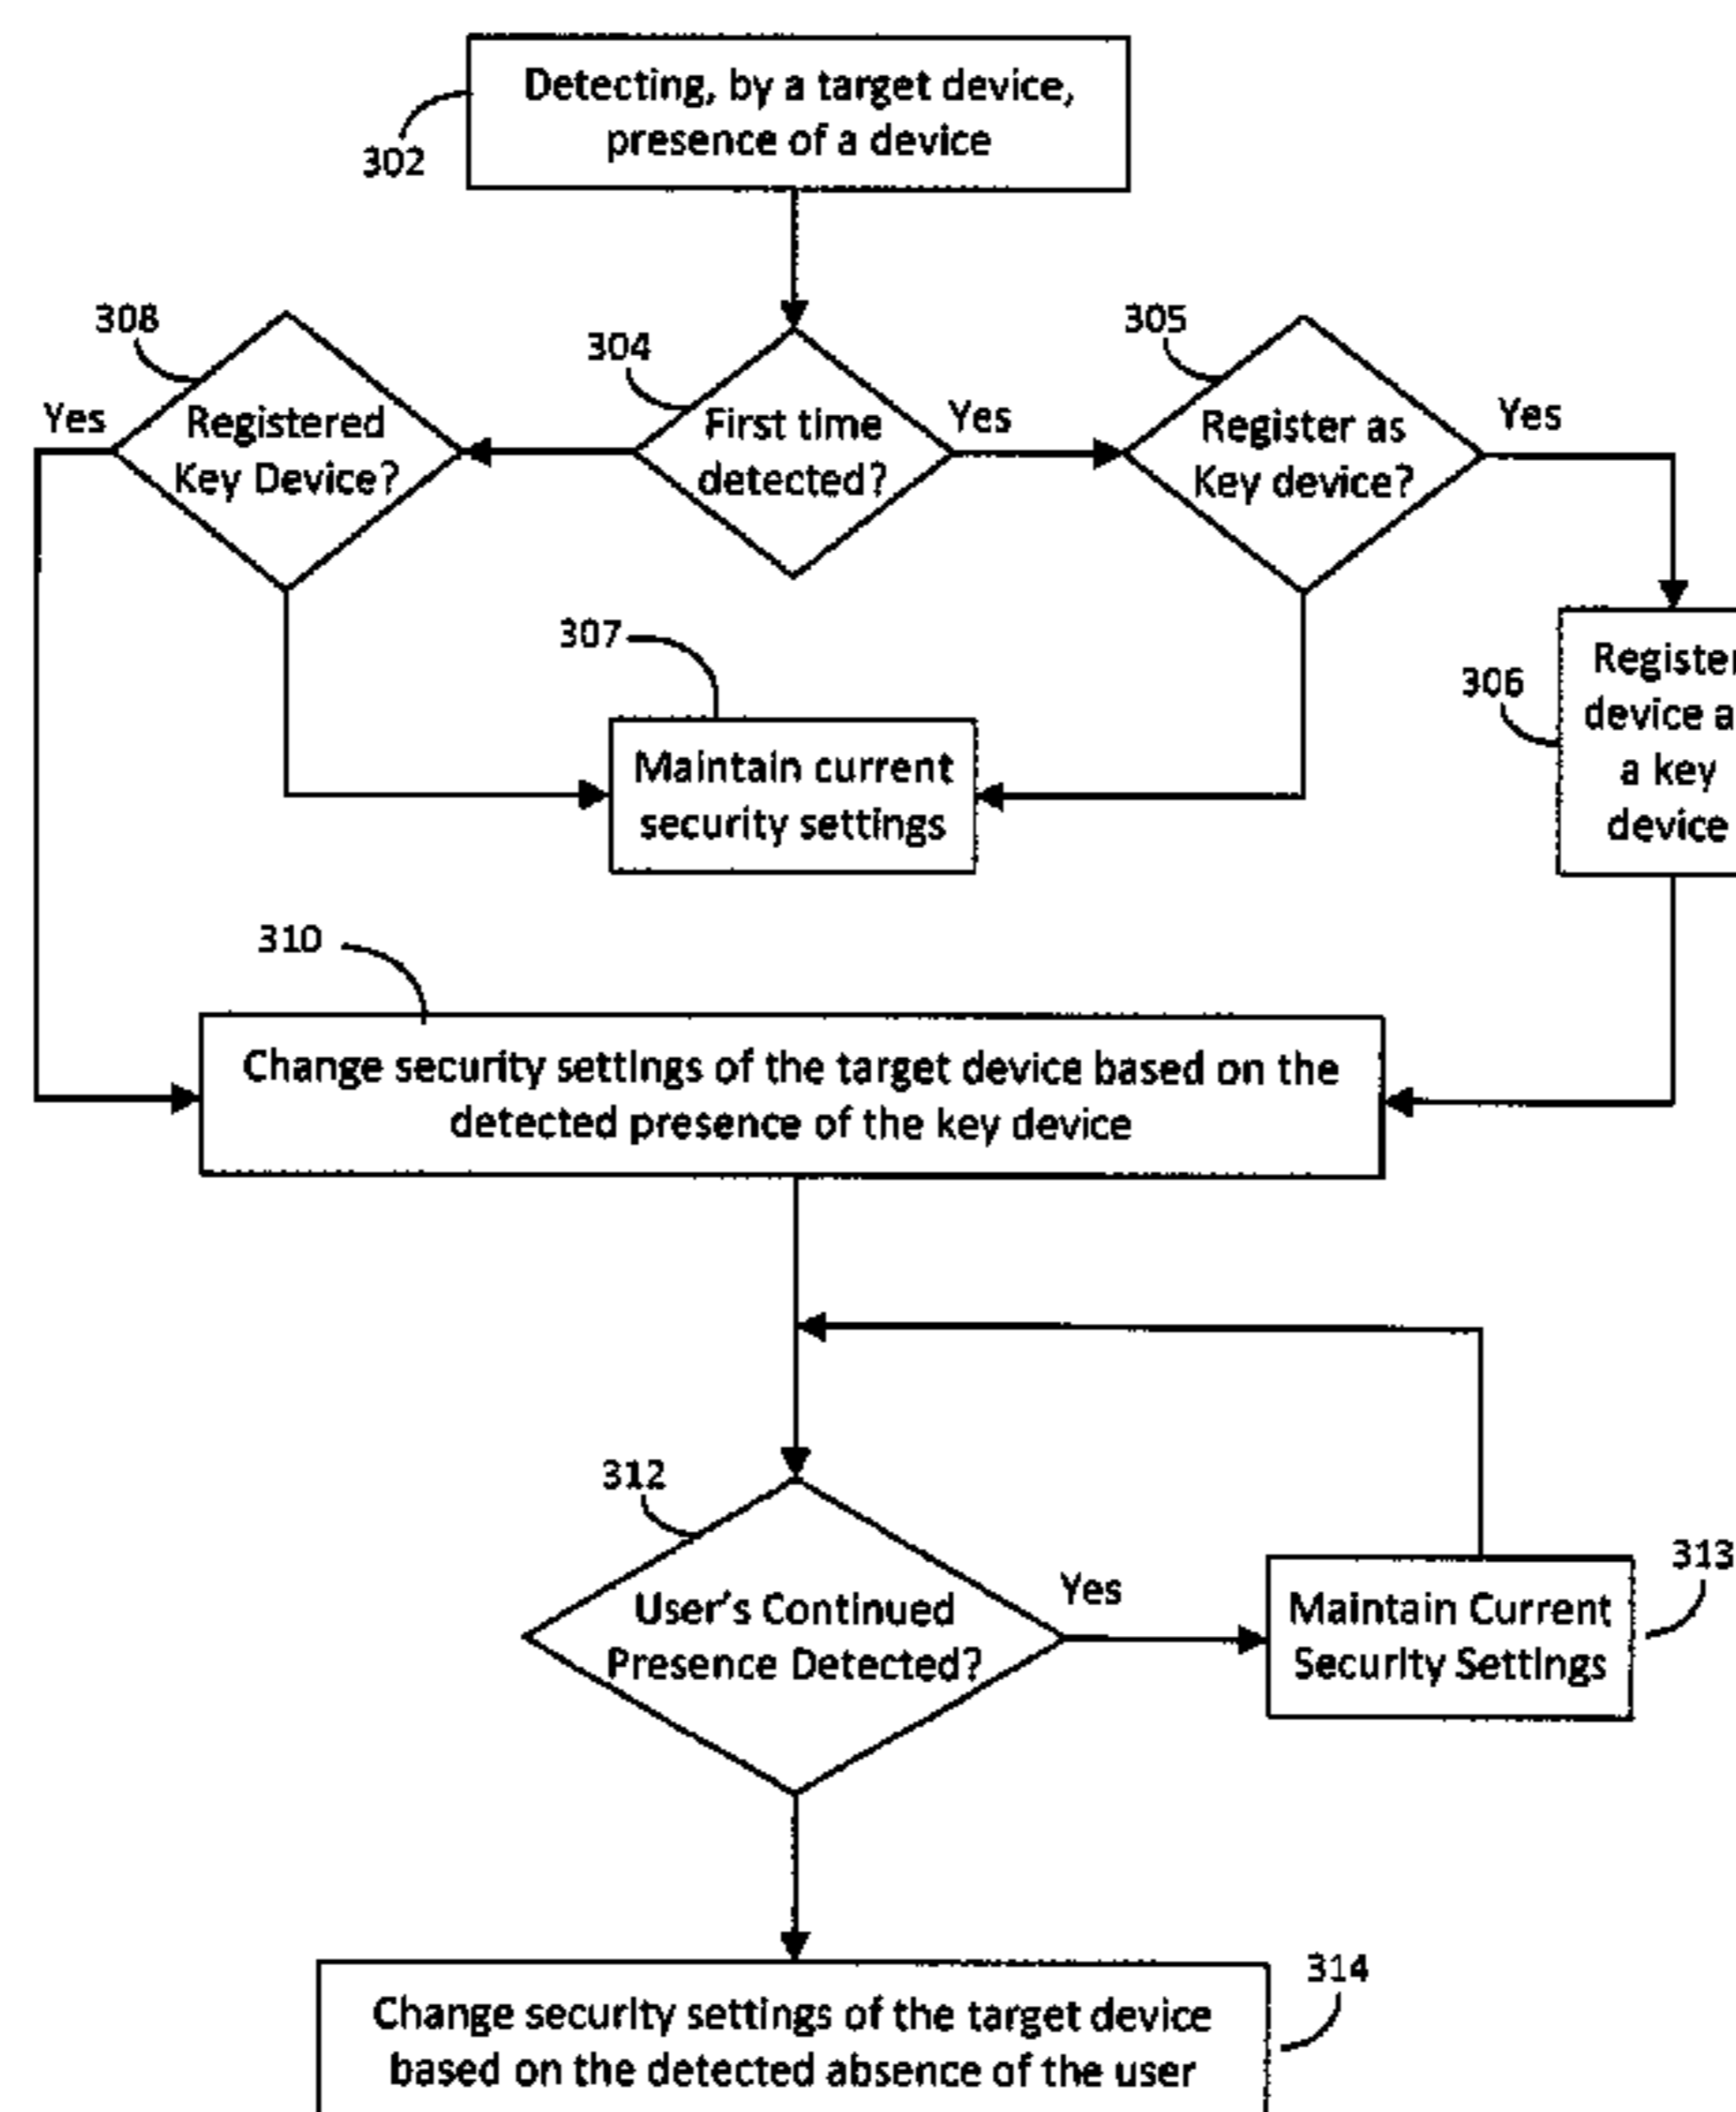 Detecting, by a target device,
presence of a device
302
308
304
305
Yes
Registered
Key Device?
First time
detected?
Yes
Register as
Key device?
Yes
307
306
Register
device a
a key
device
Maintain current
security settings
310
Change security settings of the target device based on the
detected presence of the key device
312
User's Continued
Presence Detected?
Yes
313
Maintain Current
Security Settings
314
Change security settings of the target device
based on the detected absence of the user